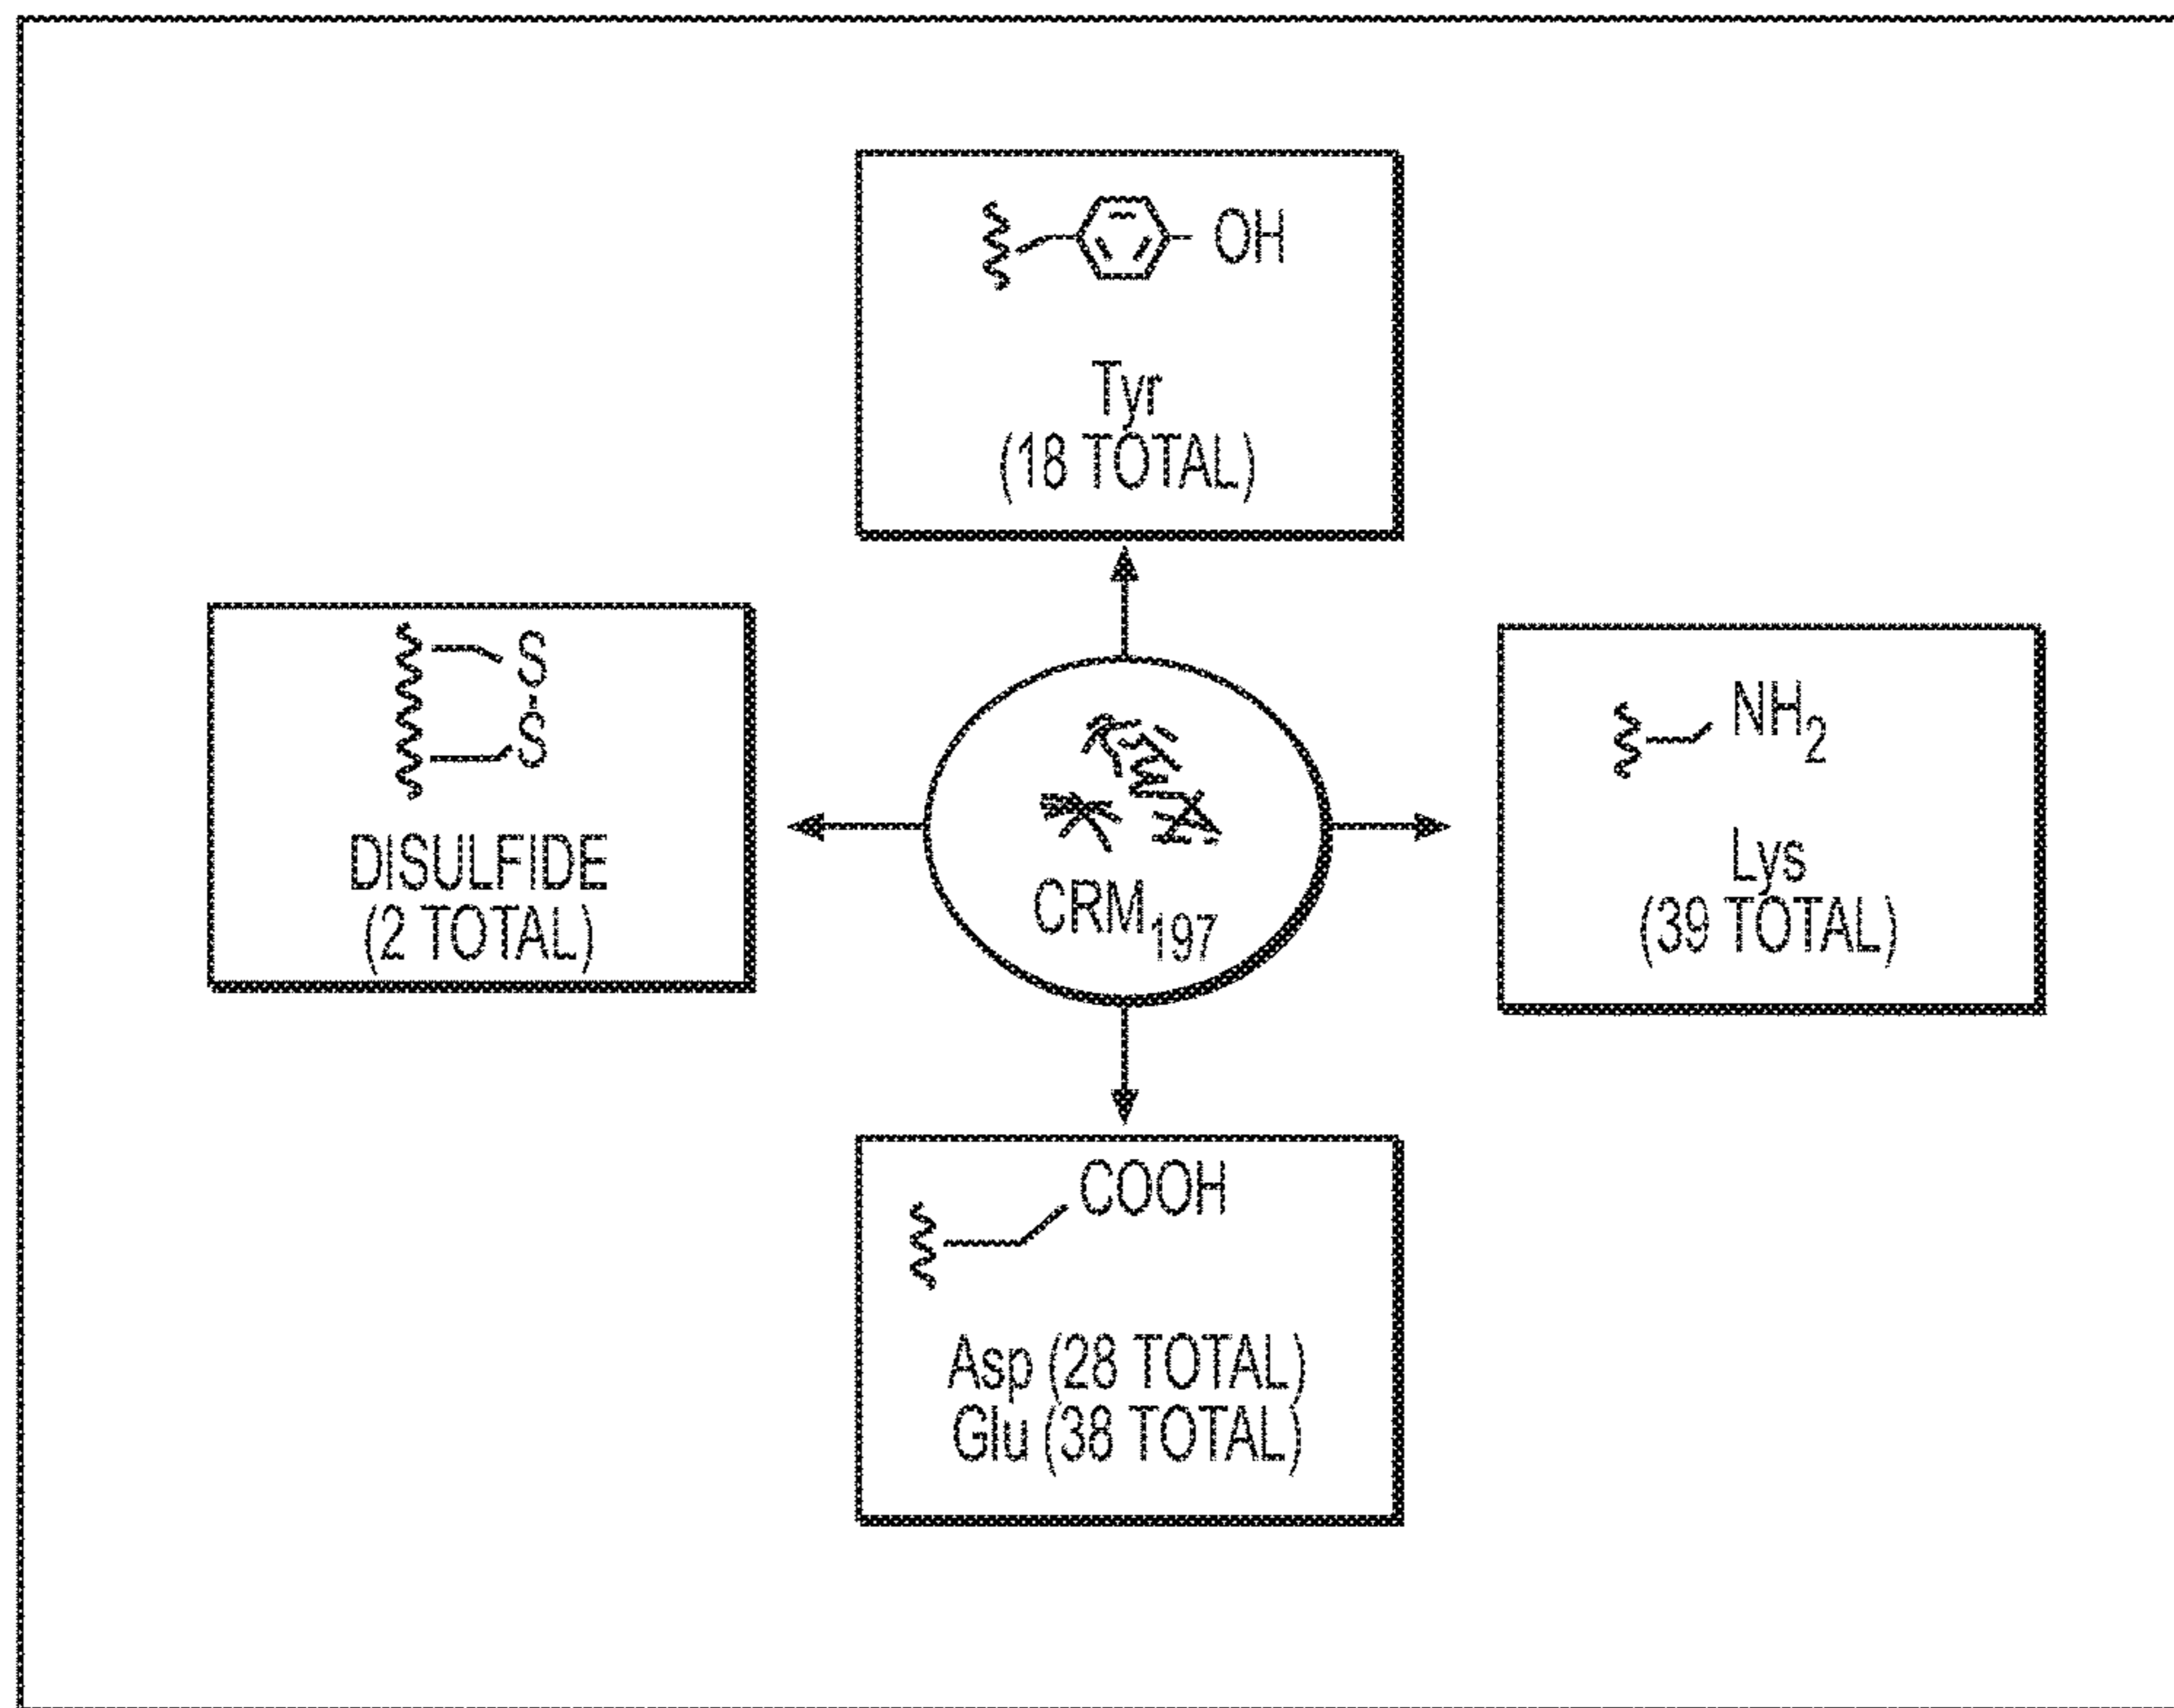 OH
Tyr
(18 TOTAL)
S
S
DISULFIDE
(2 TOTAL)
CRM₁₉₇
NH₂
Lys
(39 TOTAL)
COOH
Asp (28 TOTAL)
Glu (38 TOTAL)